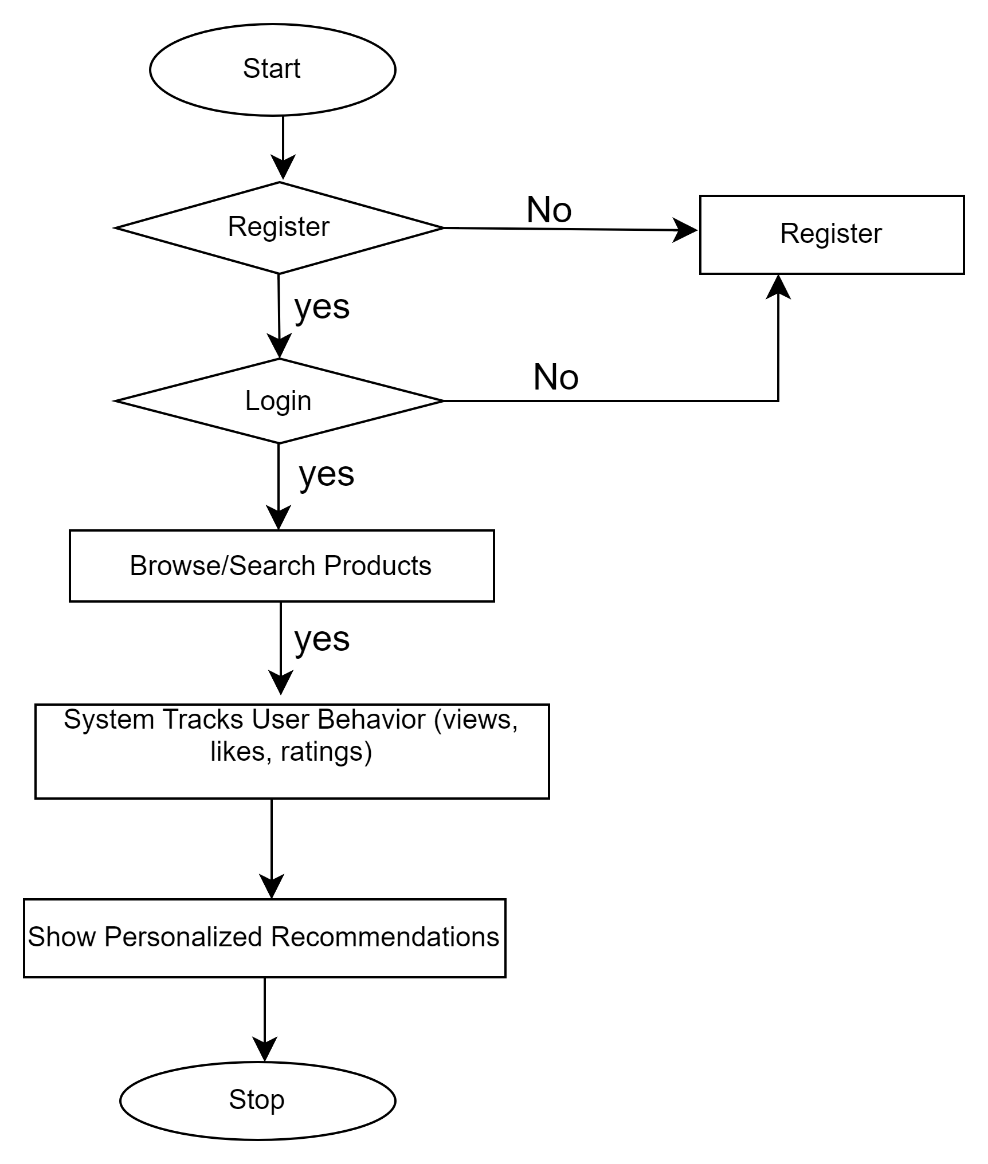 Start
Register
No
Register
yes
Login
No
yes
Browse/Search Products
yes
System Tracks User Behavior (views,
likes, ratings)
Show Personalized Recommendations
Stop